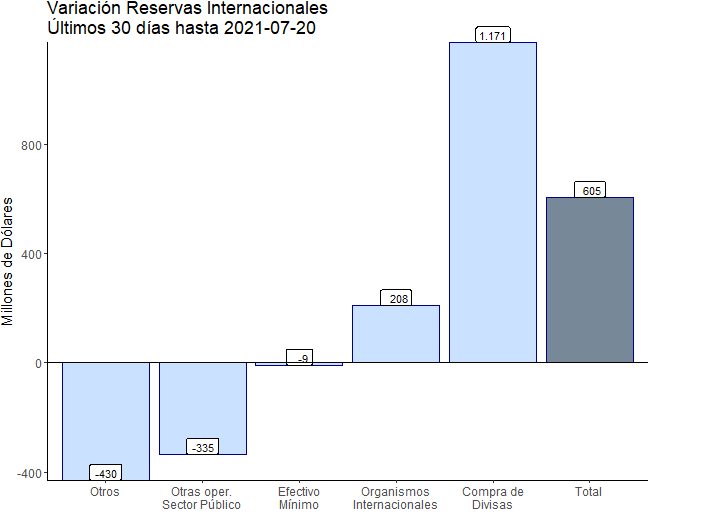 Variación Reservas Internacionales
Últimos 30 días hasta 2021-07-20
Millones de Dólares
800
400
0
-400
-430
-335
-9
208
1.171
605
Otros
Otras oper.
Sector Público
Efectivo
Mínimo
Organismos
Internacionales
Compra de
Divisas
Total